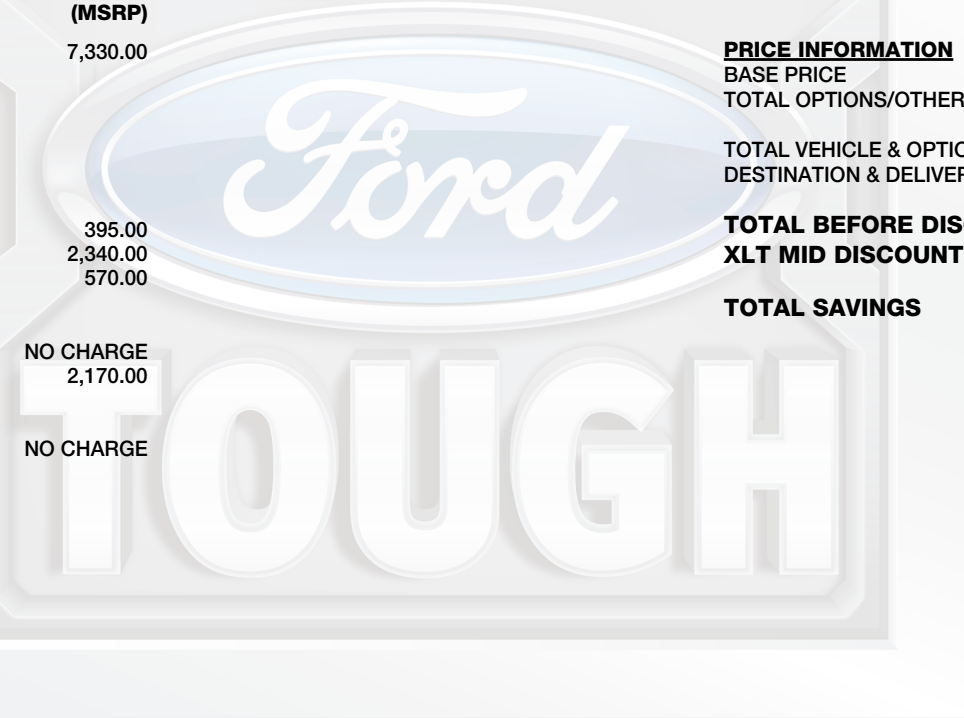 (MSRP)
7,330.00
395.00
2,340.00
570.00
NO CHARGE
2,170.00
NO CHARGE
PRICE INFORMATION
BASE PRICE
TOTAL OPTIONS/OTHER
TOTAL VEHICLE & OPTIO
DESTINATION & DELIVER
TOTAL BEFORE DIS
XLT MID DISCOUNT
TOTAL SAVINGS
Ford
TOUGH